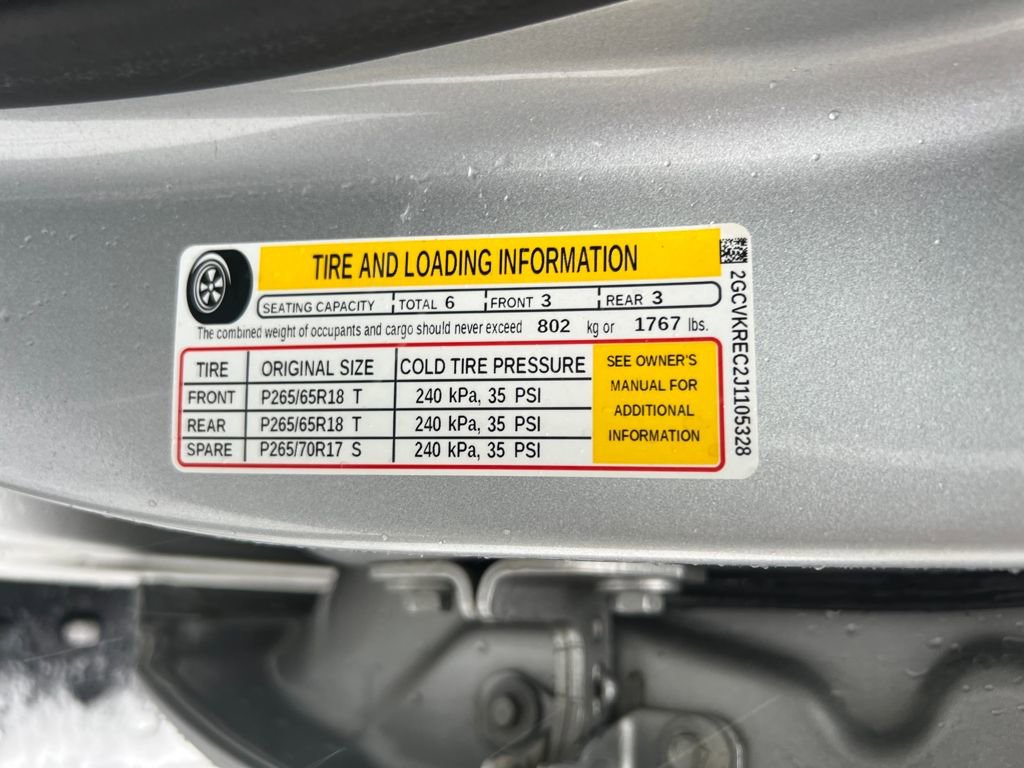 TIRE AND LOADING INFORMATION
SEATING CAPACITY TOTAL 6 FRONT 3 REAR 3
The combined weight of occupants and cargo should never exceed 802 kg or 1767 lbs.
TIRE ORIGINAL SIZE COLD TIRE PRESSURE
FRONT P265/65R18 T 240 kPa, 35 PSI
REAR P265/65R18 T 240 kPa, 35 PSI
SPARE P265/70R17 S 240 kPa, 35 PSI
SEE OWNER'S
MANUAL FOR
ADDITIONAL
INFORMATION
2GCVKREC2J1105328